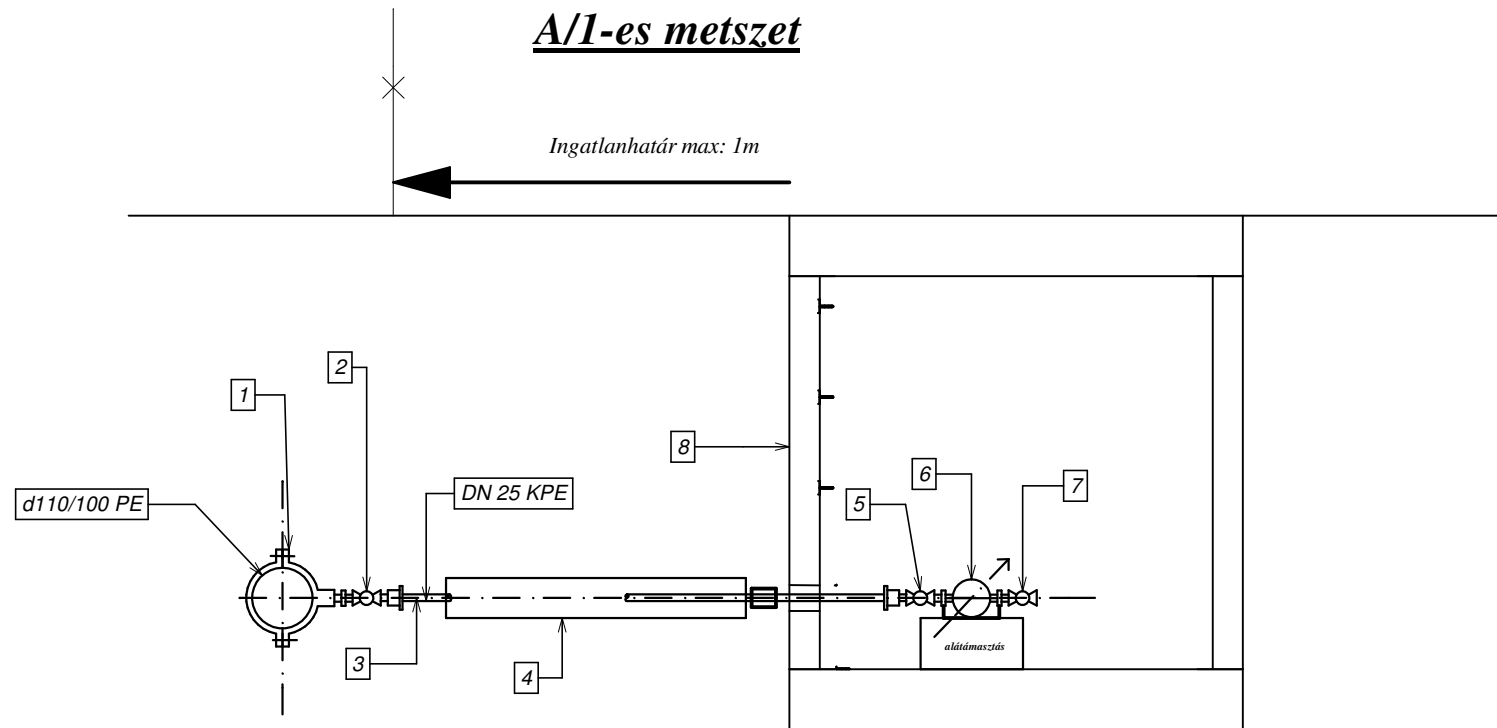 A/1-es metszet
Ingatlanhatár max: 1m
2
1
8
6
7
DN 25 KPE
5
d110/100 PE
alátámasztás
3
4